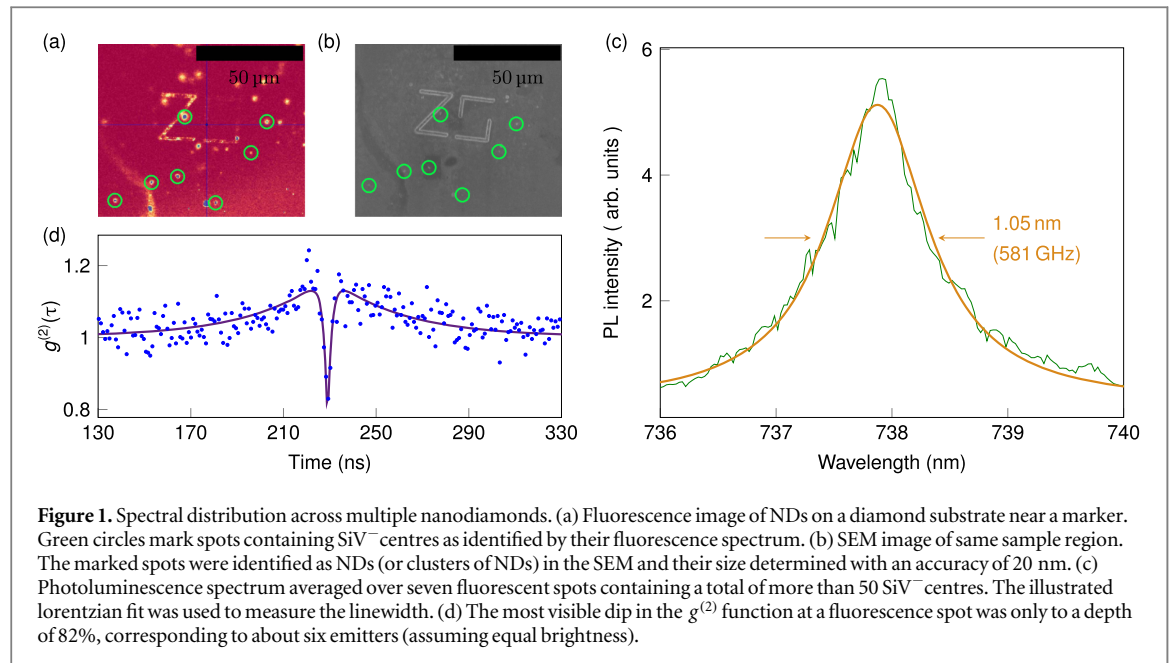 (a)
50 µm
(b)
50 µm
(c)
6
4
2
PL intensity ( arb. units )
1.05 nm
(581 GHz)
736
737
738
739
740
Wavelength (nm)
(d)
1.2
1
0.8
g(2)(τ)
130
170
210
250
290
330
Time (ns)
Figure 1. Spectral distribution across multiple nanodiamonds. (a) Fluorescence image of NDs on a diamond substrate near a marker.
Green circles mark spots containing SiV− centres as identified by their fluorescence spectrum. (b) SEM image of same sample region.
The marked spots were identified as NDs (or clusters of NDs) in the SEM and their size determined with an accuracy of 20 nm. (c)
Photoluminescence spectrum averaged over seven fluorescent spots containing a total of more than 50 SiV− centres. The illustrated
lorentzian fit was used to measure the linewidth. (d) The most visible dip in the g(2) function at a fluorescence spot was only to a depth
of 82%, corresponding to about six emitters (assuming equal brightness).